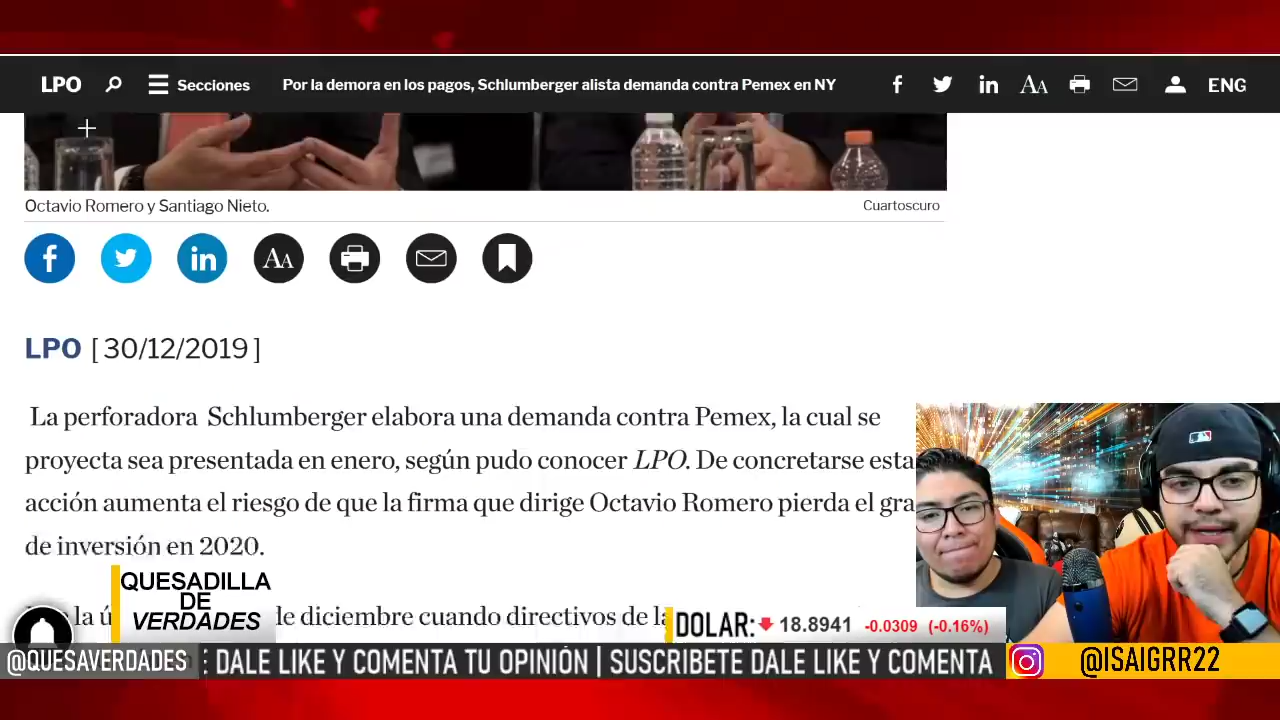 LPO Secciones Por la demora en los pagos, Schlumberger alista demanda contra Pemex en NY AA ENG
Octavio Romero y Santiago Nieto. Cuartoscuro
AA
LPO [ 30/12/2019 ]
La perforadora Schlumberger elabora una demanda contra Pemex, la cual se
proyecta sea presentada en enero, según pudo conocer LPO. De concretarse esta
acción aumenta el riesgo de que la firma que dirige Octavio Romero pierda el
de inversión en 2020.
QUESADILLA
DE
VERDADES
la de diciembre cuando directivos de
DOLAR: 18.8941 -0.0309 (-0.16%)
@QUESAVERDADES : DALE LIKE Y COMENTA TU OPINIÓN | SUSCRIBETE DALE LIKE Y COMENTA @ISAIGRR22